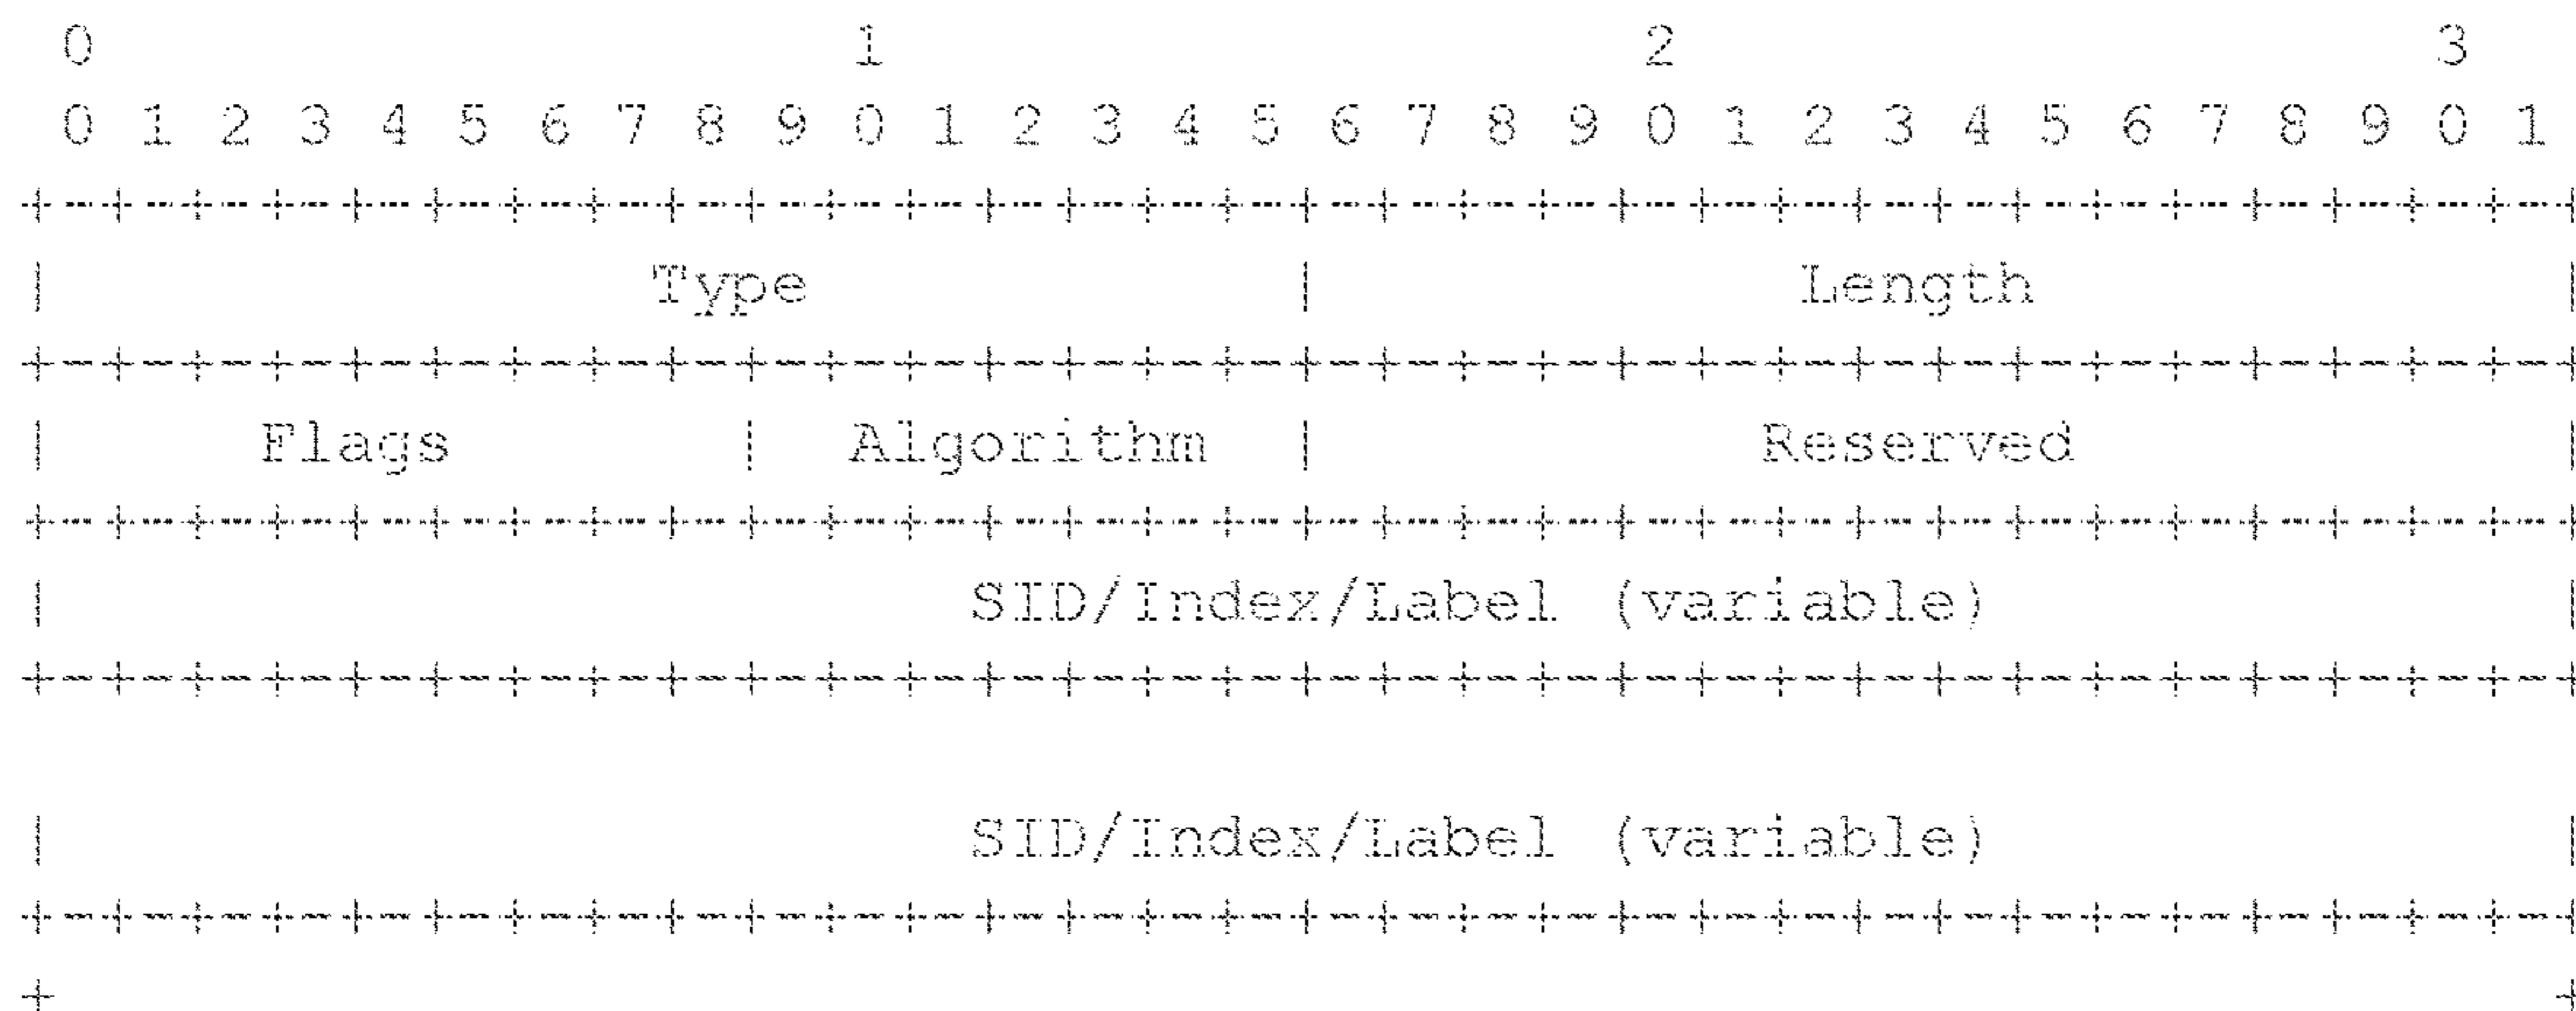 0                   1                   2                   3
 0 1 2 3 4 5 6 7 8 9 0 1 2 3 4 5 6 7 8 9 0 1 2 3 4 5 6 7 8 9 0 1
+-+-+-+-+-+-+-+-+-+-+-+-+-+-+-+-+-+-+-+-+-+-+-+-+-+-+-+-+-+-+-+-+
|               Type            |            Length             |
+-+-+-+-+-+-+-+-+-+-+-+-+-+-+-+-+-+-+-+-+-+-+-+-+-+-+-+-+-+-+-+-+
|     Flags       |  Algorithm  |           Reserved            |
+-+-+-+-+-+-+-+-+-+-+-+-+-+-+-+-+-+-+-+-+-+-+-+-+-+-+-+-+-+-+-+-+
|                       SID/Index/Label (variable)              |
+-+-+-+-+-+-+-+-+-+-+-+-+-+-+-+-+-+-+-+-+-+-+-+-+-+-+-+-+-+-+-+-+
|                       SID/Index/Label (variable)              |
+-+-+-+-+-+-+-+-+-+-+-+-+-+-+-+-+-+-+-+-+-+-+-+-+-+-+-+-+-+-+-+-+
+                                                               +